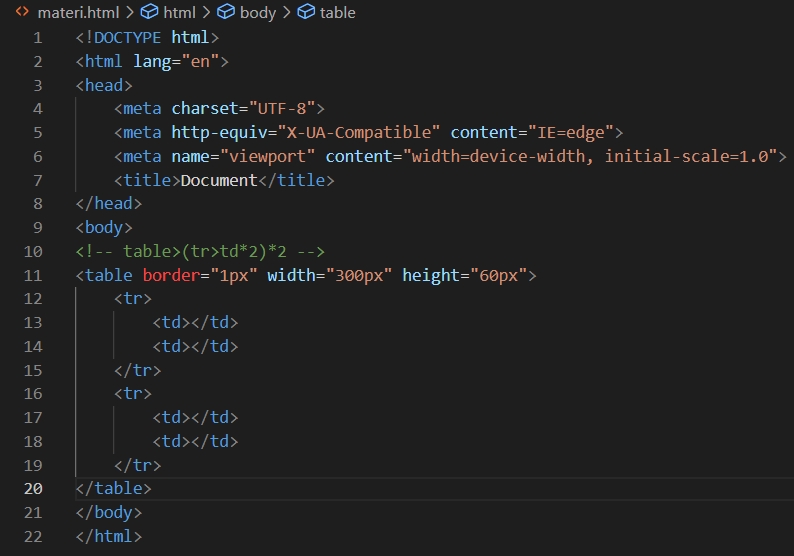 materi.html > html > body > table
1 <!DOCTYPE html>
2 <html lang="en">
3 <head>
4     <meta charset="UTF-8">
5     <meta http-equiv="X-UA-Compatible" content="IE=edge">
6     <meta name="viewport" content="width=device-width, initial-scale=1.0">
7     <title>Document</title>
8 </head>
9 <body>
10 <!-- table>(tr>td*2)*2 -->
11 <table border="1px" width="300px" height="60px">
12     <tr>
13         <td></td>
14         <td></td>
15     </tr>
16     <tr>
17         <td></td>
18         <td></td>
19     </tr>
20 </table>
21 </body>
22 </html>